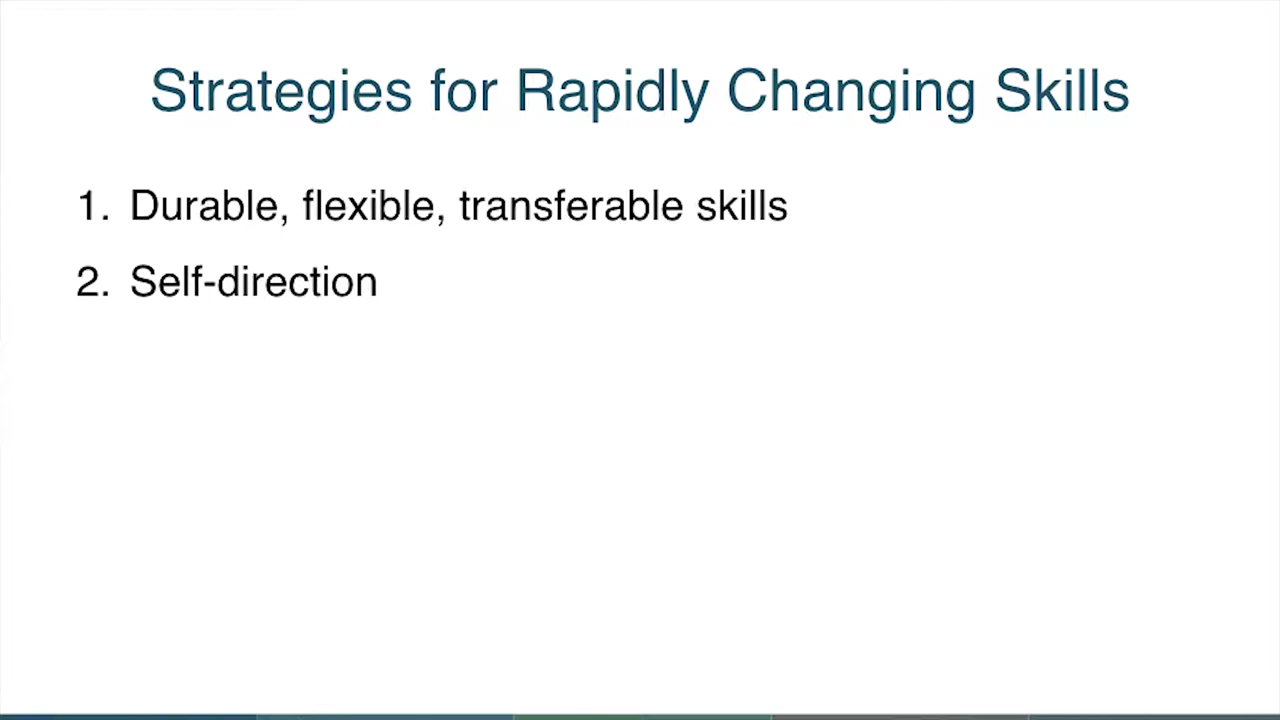 Strategies for Rapidly Changing Skills
1. Durable, flexible, transferable skills
2. Self-direction